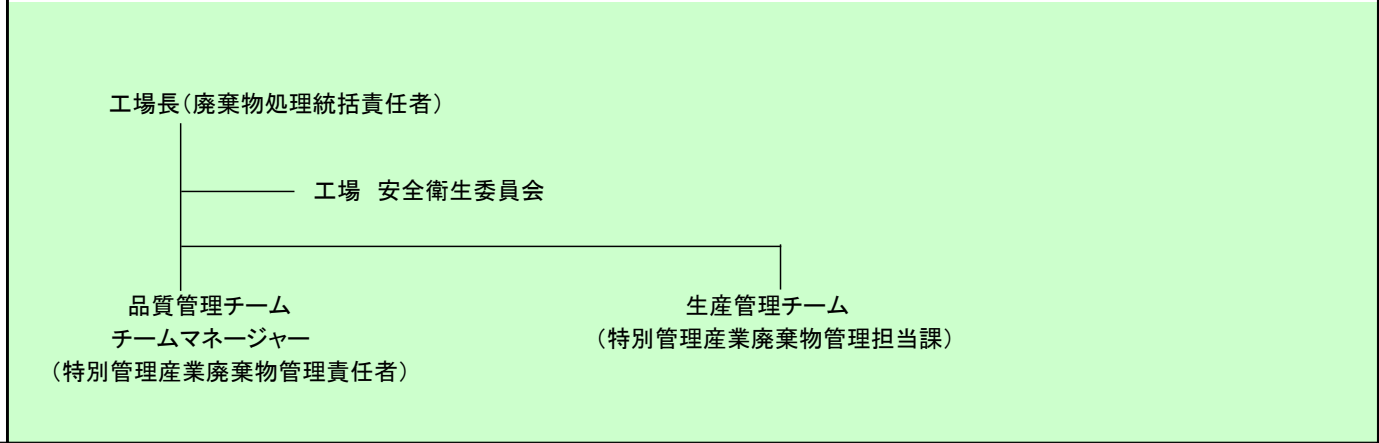 工場長(廃棄物処理統括責任者)
工場　安全衛生委員会
品質管理チーム
チームマネージャー
(特別管理産業廃棄物管理責任者)
生産管理チーム
(特別管理産業廃棄物管理担当課)